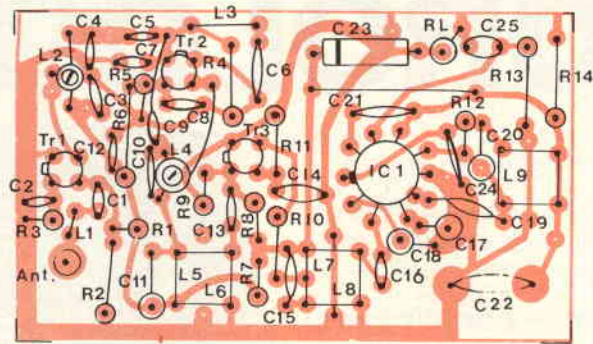 C4 C5 L3
L2 C7 Tr2 C23 RL C25
R5 R4 C6 R13 R14
C3 C8 C21 R12
R6 C9
Tr1 C12 C10 L4 Tr3 R11 IC1 C20
C14 C24 L9
C2 C1 R9 C19
R3 L1 R1 C13 R8 R10 C18 C17
Ant. C11 L5 R7 L7 C16
R2 L6 C15 L8 C22